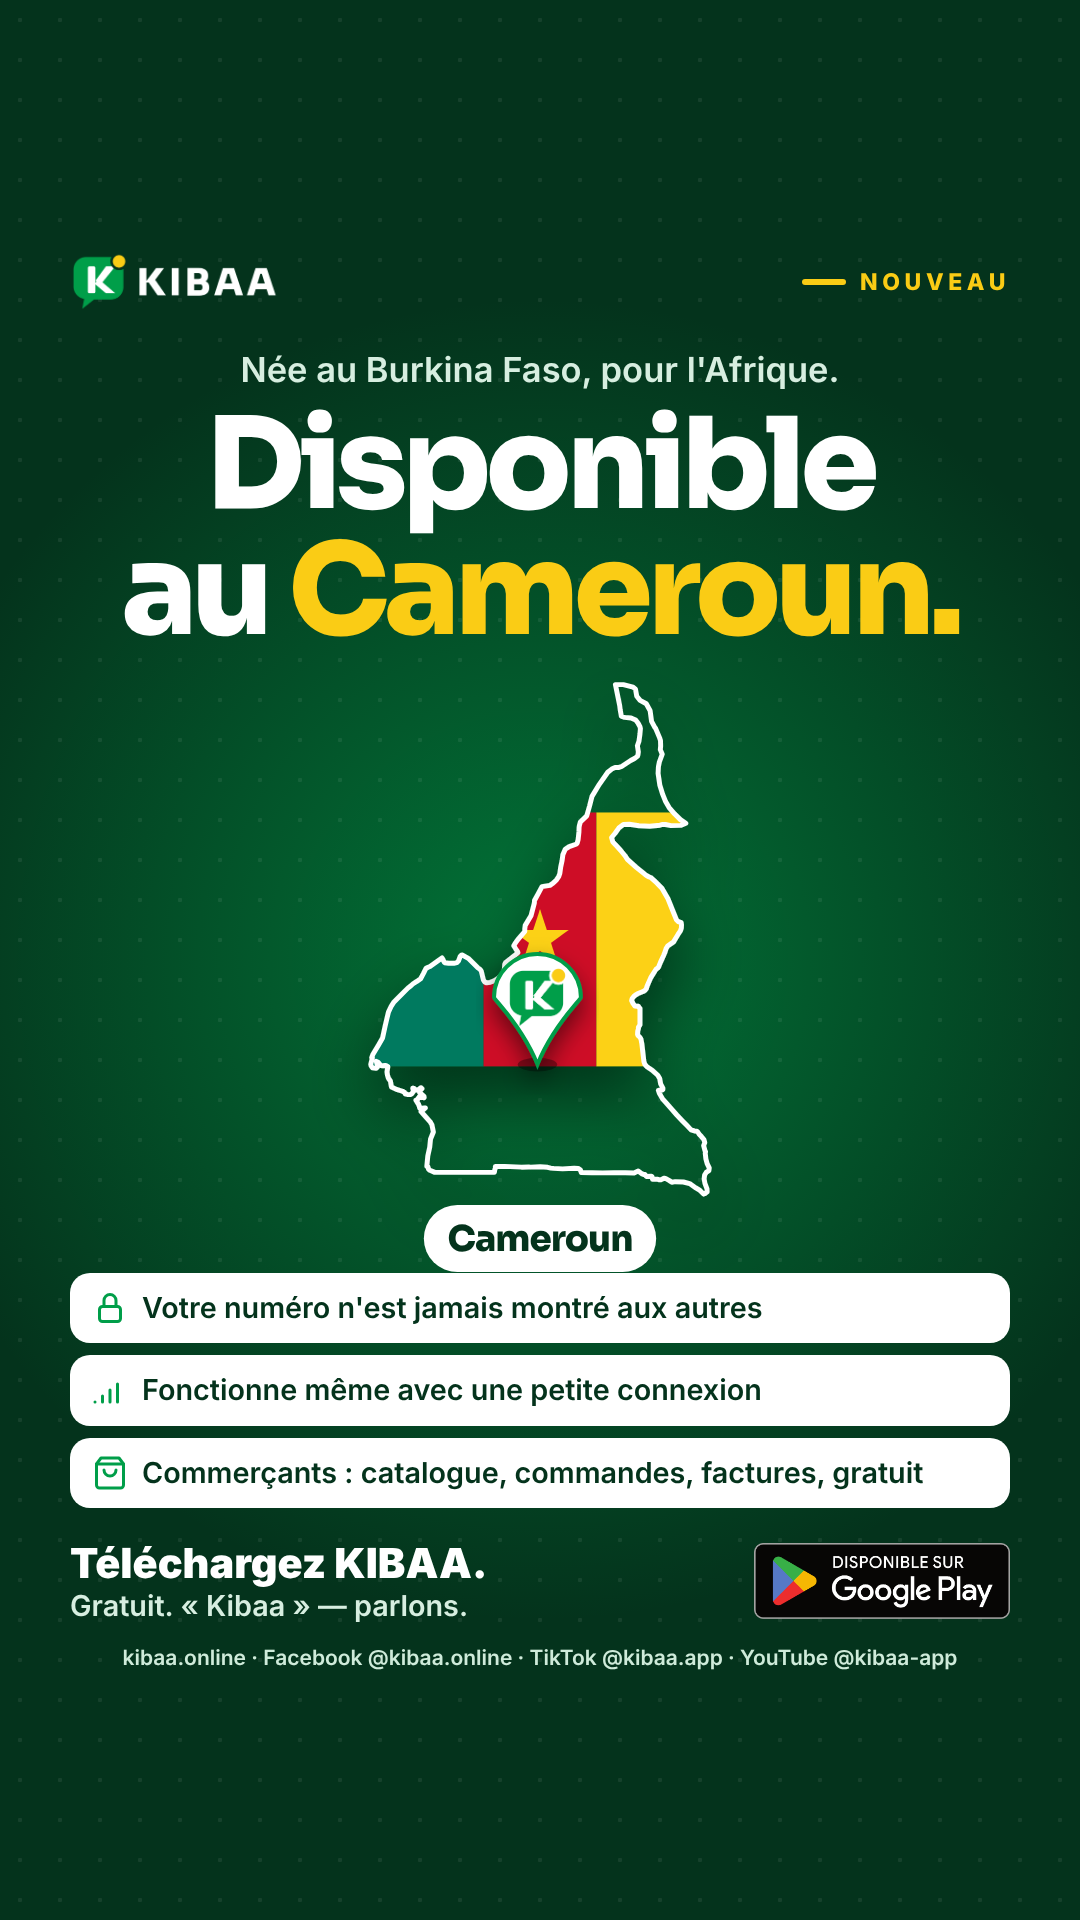 KIBAA
NOUVEAU
Née au Burkina Faso, pour l'Afrique.
Disponible
au Cameroun.
Cameroun
Votre numéro n'est jamais montré aux autres
Fonctionne même avec une petite connexion
Commerçants : catalogue, commandes, factures, gratuit
Téléchargez KIBAA.
Gratuit. « Kibaa » — parlons.
DISPONIBLE SUR
Google Play
kibaa.online · Facebook @kibaa.online · TikTok @kibaa.app · YouTube @kibaa-app